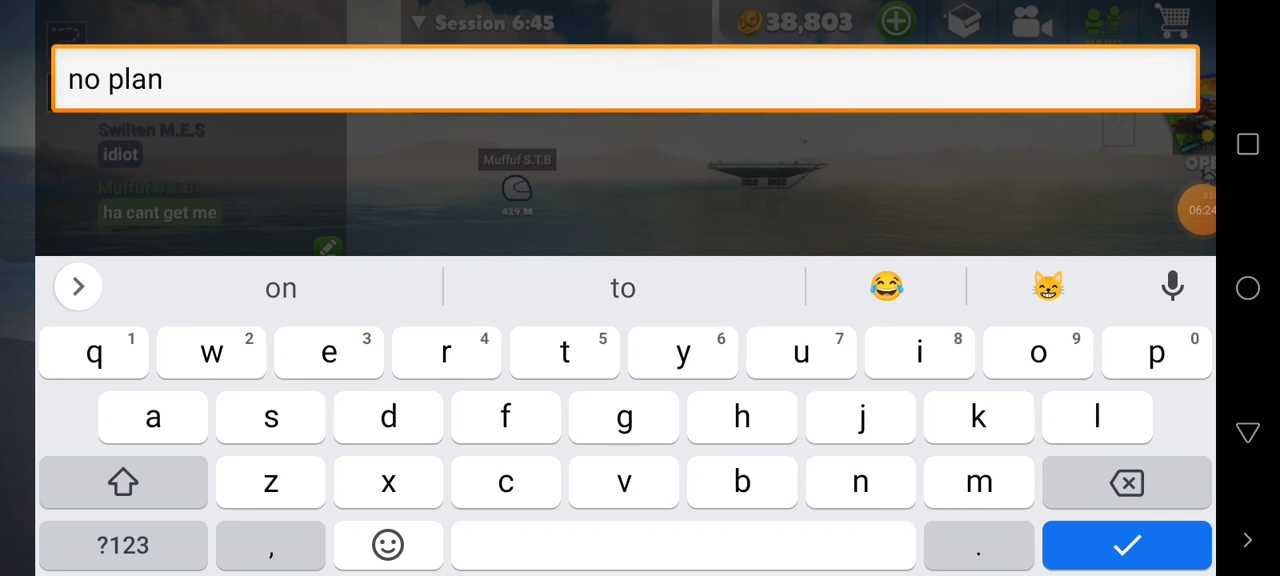 ▼ Session 6:45
38,803
no plan
Swilten M.E.S
idiot
Muffuf S.T.B
ha cant get me
Muffuf S.T.B
429 M
06:24
on to 😂 😸
q 1 w 2 e 3 r 4 t 5 y 6 u 7 i 8 o 9 p 0
a s d f g h j k l
z x c v b n m
?123 , .